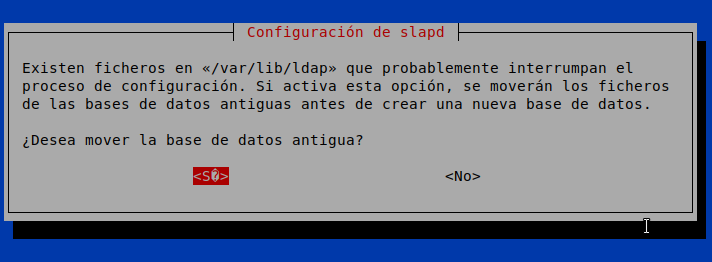 Configuración de slapd
Existen ficheros en «/var/lib/ldap» que probablemente interrumpan el
proceso de configuración. Si activa esta opción, se moverán los ficheros
de las bases de datos antiguas antes de crear una nueva base de datos.
¿Desea mover la base de datos antigua?
<S�> <No>